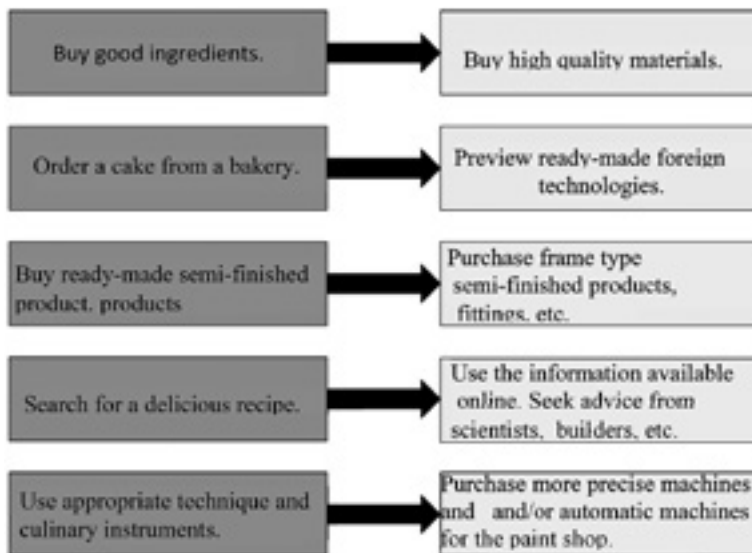 Buy good ingredients.
Buy high quality materials.
Order a cake from a bakery.
Preview ready-made foreign
technologies.
Buy ready-made semi-finished
product. products
Purchase frame type
semi-finished products,
fittings, etc.
Search for a delicious recipe.
Use the information available
online. Seek advice from
scientists, builders, etc.
Use appropriate technique and
culinary instruments.
Purchase more precise machines
and and/or automatic machines
for the paint shop.